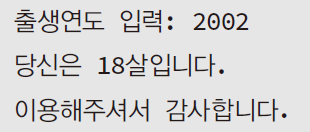 출생연도 입력: 2002
당신은 18살입니다.
이용해주셔서 감사합니다.